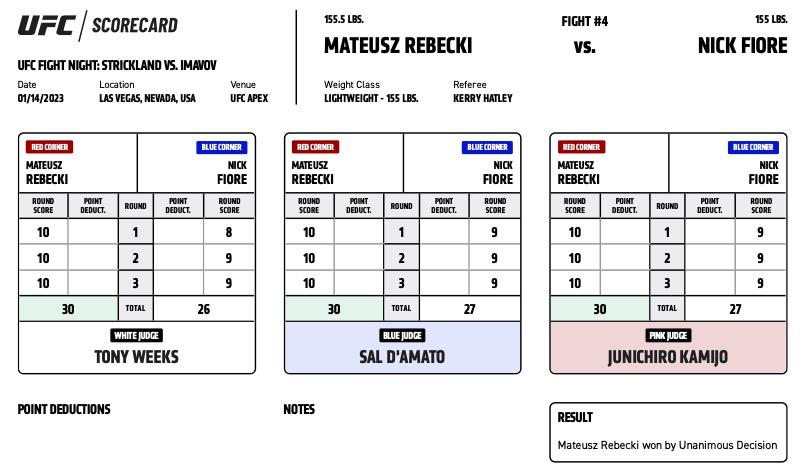 UFC / SCORECARD
UFC FIGHT NIGHT: STRICKLAND VS. IMAVOV
Date Location Venue
01/14/2023 LAS VEGAS, NEVADA, USA UFC APEX
155.5 LBS. FIGHT #4 155 LBS.
MATEUSZ REBECKI VS. NICK FIORE
Weight Class Referee
LIGHTWEIGHT - 155 LBS. KERRY HATLEY
RED CORNER BLUE CORNER
MATEUSZ NICK
REBECKI FIORE
ROUND SCORE POINT DEDUCT. ROUND POINT DEDUCT. ROUND SCORE
10 1 8
10 2 9
10 3 9
30 TOTAL 26
WHITE JUDGE
TONY WEEKS
RED CORNER BLUE CORNER
MATEUSZ NICK
REBECKI FIORE
ROUND SCORE POINT DEDUCT. ROUND POINT DEDUCT. ROUND SCORE
10 1 9
10 2 9
10 3 9
30 TOTAL 27
BLUE JUDGE
SAL D'AMATO
RED CORNER BLUE CORNER
MATEUSZ NICK
REBECKI FIORE
ROUND SCORE POINT DEDUCT. ROUND POINT DEDUCT. ROUND SCORE
10 1 9
10 2 9
10 3 9
30 TOTAL 27
PINK JUDGE
JUNICHIRO KAMIJO
POINT DEDUCTIONS
NOTES
RESULT
Mateusz Rebecki won by Unanimous Decision